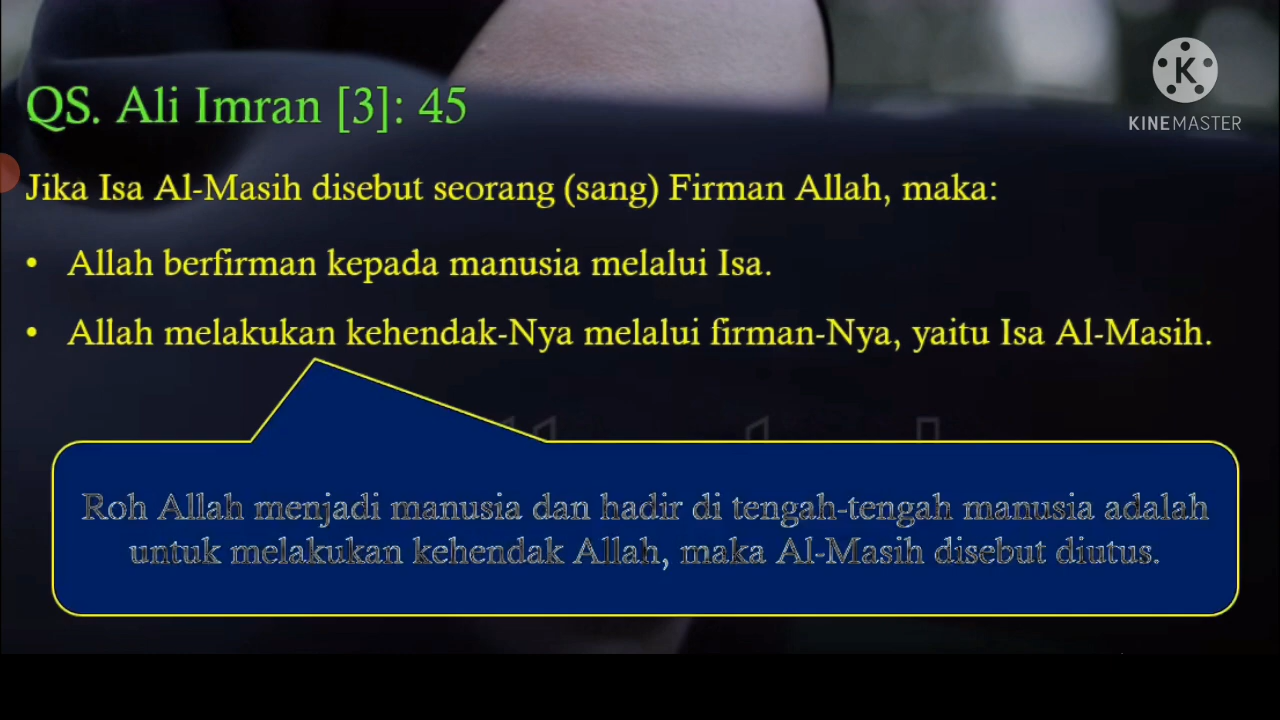 QS. Ali Imran [3]: 45
KINEMASTER
Jika Isa Al-Masih disebut seorang (sang) Firman Allah, maka:
• Allah berfirman kepada manusia melalui Isa.
• Allah melakukan kehendak-Nya melalui firman-Nya, yaitu Isa Al-Masih.
Roh Allah menjadi manusia dan hadir di tengah-tengah manusia adalah
untuk melakukan kehendak Allah, maka Al-Masih disebut diutus.